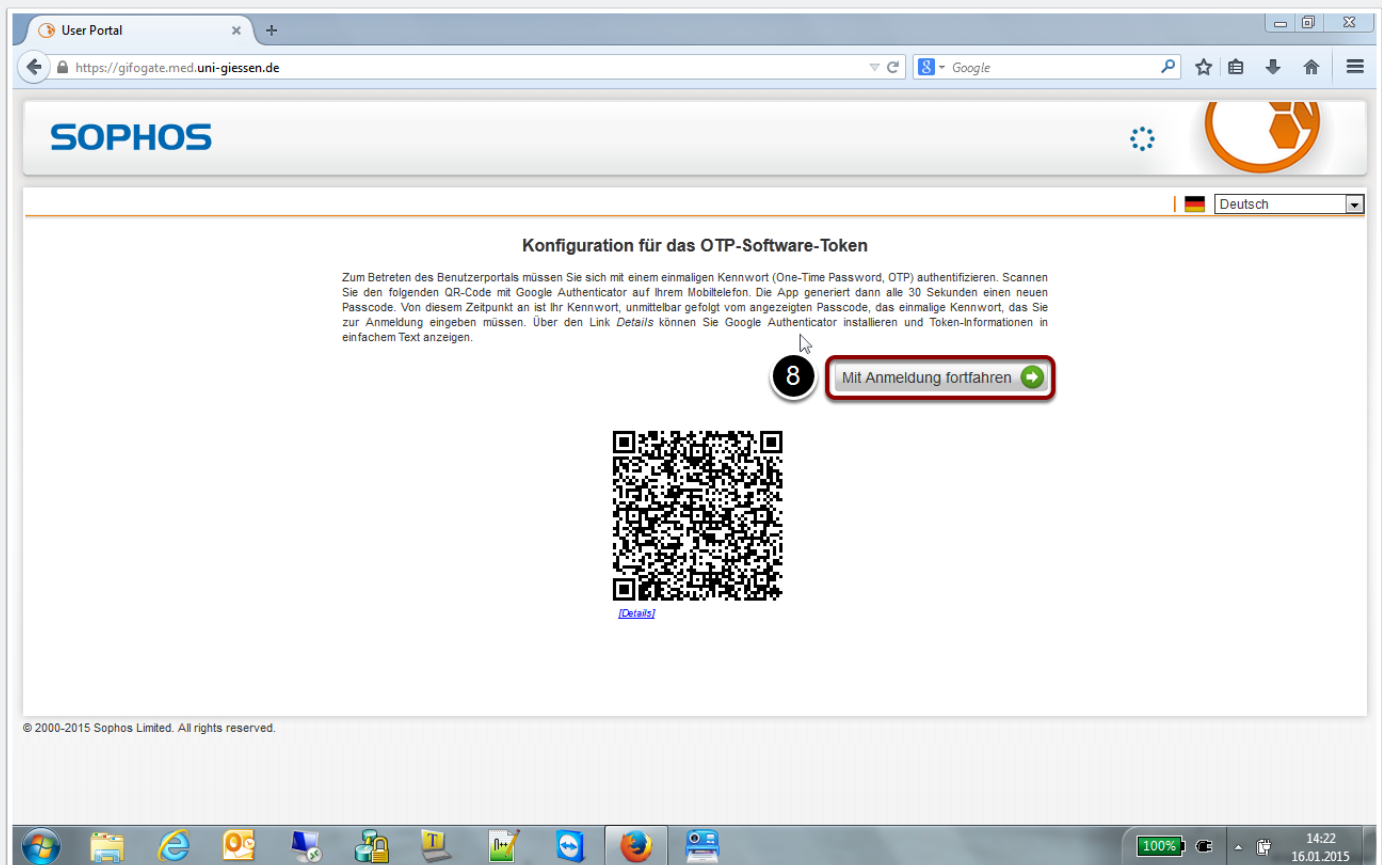 User Portal
https://gifogate.med.uni-giessen.de
Google
SOPHOS
Deutsch
Konfiguration für das OTP-Software-Token
Zum Betreten des Benutzerportals müssen Sie sich mit einem einmaligen Kennwort (One-Time Password, OTP) authentifizieren. Scannen
Sie den folgenden QR-Code mit Google Authenticator auf Ihrem Mobiltelefon. Die App generiert dann alle 30 Sekunden einen neuen
Passcode. Von diesem Zeitpunkt an ist Ihr Kennwort, unmittelbar gefolgt vom angezeigten Passcode, das einmalige Kennwort, das Sie
zur Anmeldung eingeben müssen. Über den Link Details können Sie Google Authenticator installieren und Token-Informationen in
einfachem Text anzeigen.
8
Mit Anmeldung fortfahren
[Details]
© 2000-2015 Sophos Limited. All rights reserved.
100%
14:22
16.01.2015